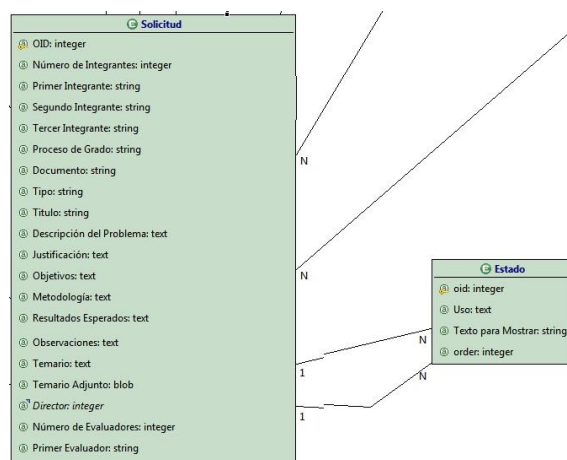 Solicitud
OID: integer
Número de Integrantes: integer
Primer Integrante: string
Segundo Integrante: string
Tercer Integrante: string
Proceso de Grado: string
Documento: string
Tipo: string
Titulo: string
Descripción del Problema: text
Justificación: text
Objetivos: text
Metodología: text
Resultados Esperados: text
Observaciones: text
Temario: text
Temario Adjunto: blob
Director: integer
Número de Evaluadores: integer
Primer Evaluador: string
N
N
1
1
N
N
Estado
oid: integer
Uso: text
Texto para Mostrar: string
order: integer